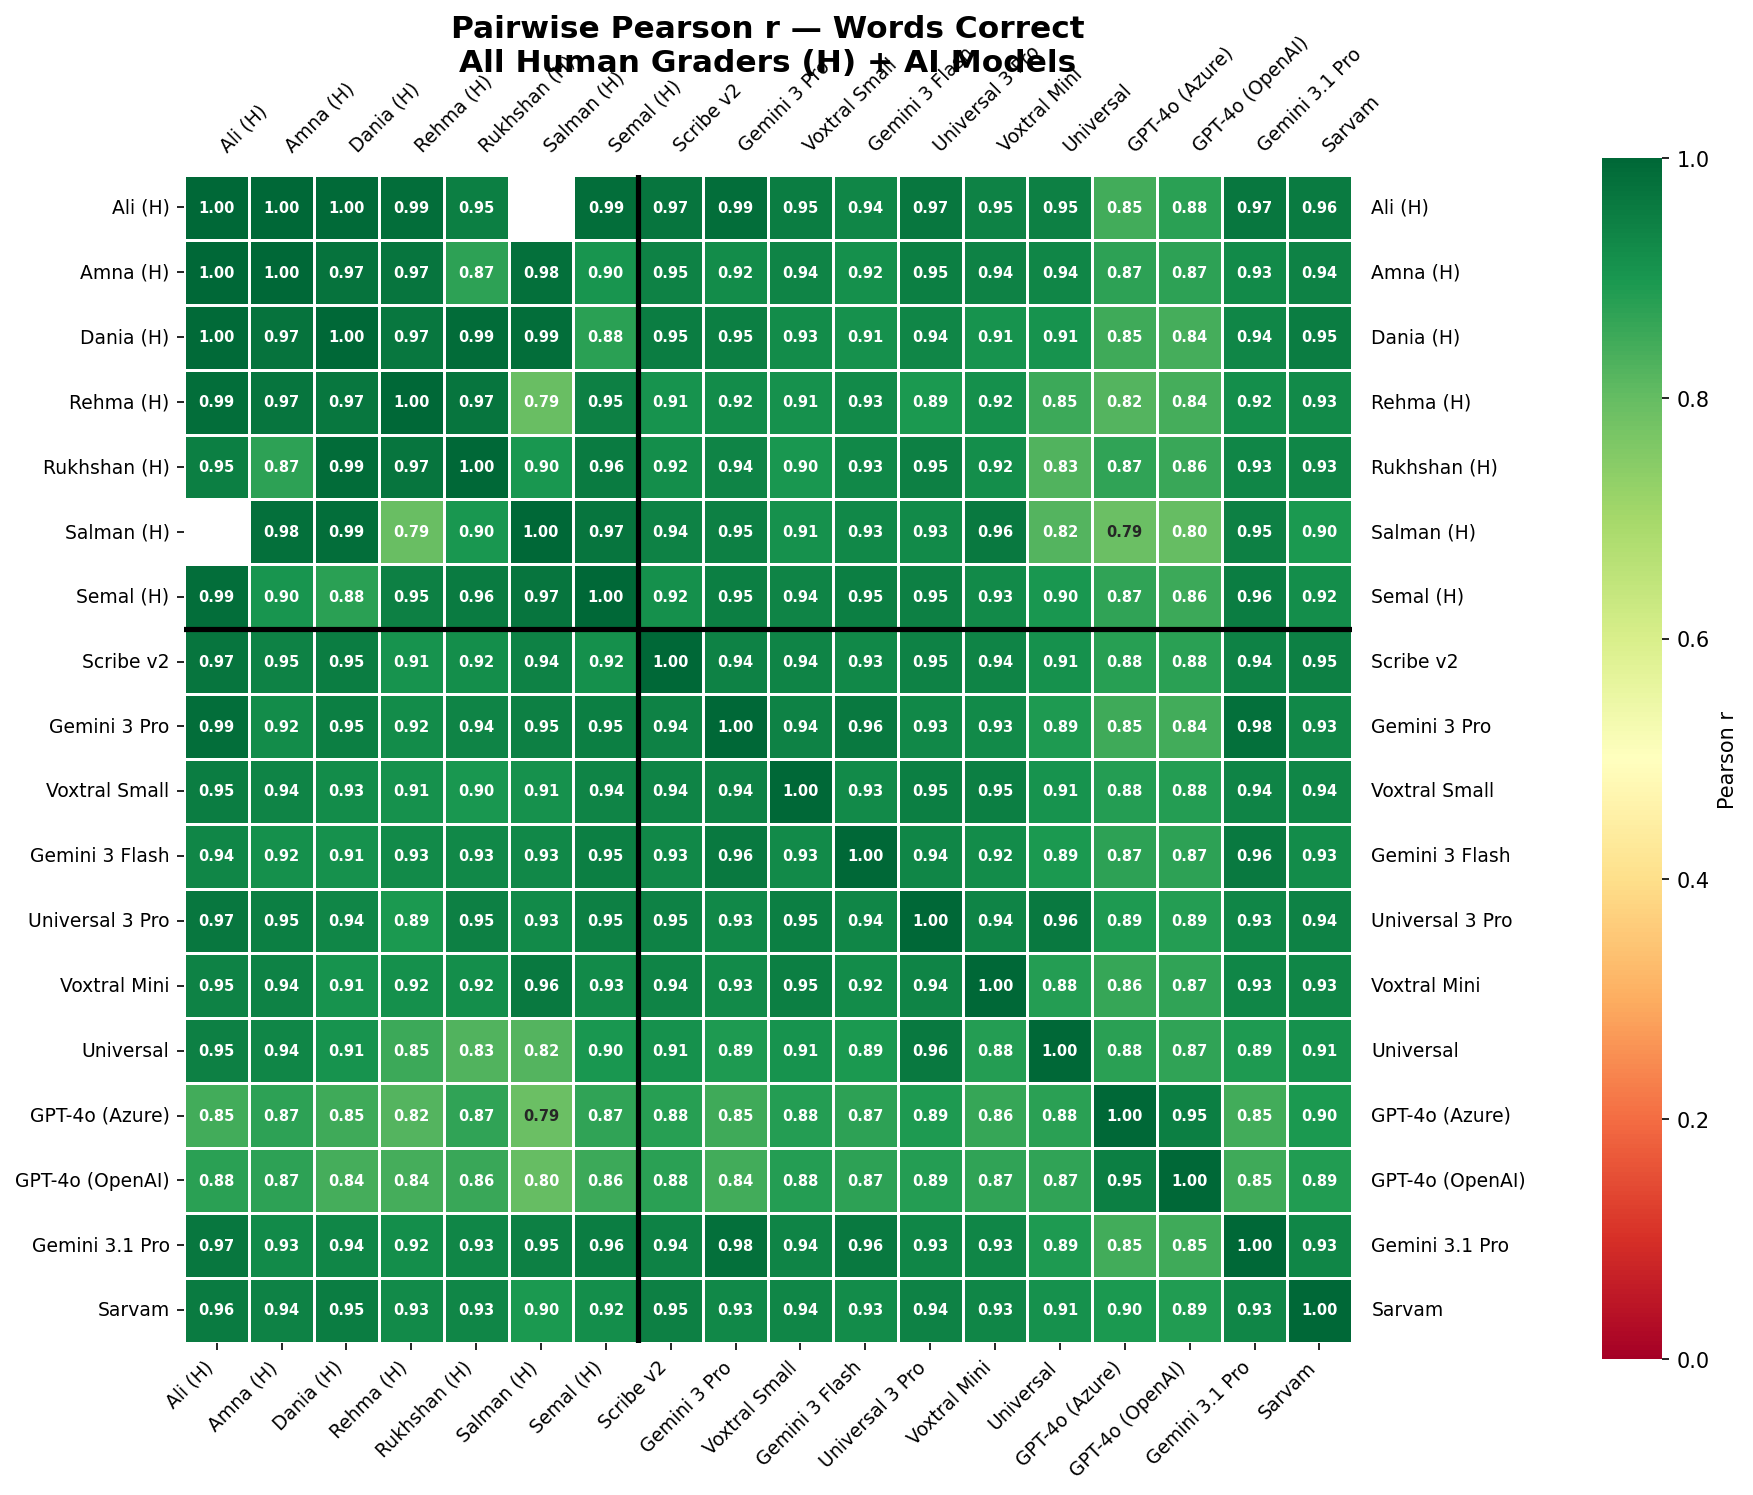 Pairwise Pearson r — Words Correct
All Human Graders (H) + AI Models
Ali (H) Amna (H) Dania (H) Rehma (H) Rukhshan (H) Salman (H) Semal (H) Scribe v2 Gemini 3 Pro Voxtral Small Gemini 3 Flash Universal 3 Pro Voxtral Mini Universal GPT-4o (Azure) GPT-4o (OpenAI) Gemini 3.1 Pro Sarvam
Ali (H) 1.00 1.00 1.00 0.99 0.95 0.99 0.97 0.99 0.95 0.94 0.97 0.95 0.95 0.85 0.88 0.97 0.96 Ali (H)
Amna (H) 1.00 1.00 0.97 0.97 0.87 0.98 0.90 0.95 0.92 0.94 0.92 0.95 0.94 0.94 0.87 0.87 0.93 0.94 Amna (H)
Dania (H) 1.00 0.97 1.00 0.97 0.99 0.99 0.88 0.95 0.95 0.93 0.91 0.94 0.91 0.91 0.85 0.84 0.94 0.95 Dania (H)
Rehma (H) 0.99 0.97 0.97 1.00 0.97 0.79 0.95 0.91 0.92 0.91 0.93 0.89 0.92 0.85 0.82 0.84 0.92 0.93 Rehma (H)
Rukhshan (H) 0.95 0.87 0.99 0.97 1.00 0.90 0.96 0.92 0.94 0.90 0.93 0.95 0.92 0.83 0.87 0.86 0.93 0.93 Rukhshan (H)
Salman (H) 0.98 0.99 0.79 0.90 1.00 0.97 0.94 0.95 0.91 0.93 0.93 0.96 0.82 0.79 0.80 0.95 0.90 Salman (H)
Semal (H) 0.99 0.90 0.88 0.95 0.96 0.97 1.00 0.92 0.95 0.94 0.95 0.95 0.93 0.90 0.87 0.86 0.96 0.92 Semal (H)
Scribe v2 0.97 0.95 0.95 0.91 0.92 0.94 0.92 1.00 0.94 0.94 0.93 0.95 0.94 0.91 0.88 0.88 0.94 0.95 Scribe v2
Gemini 3 Pro 0.99 0.92 0.95 0.92 0.94 0.95 0.95 0.94 1.00 0.94 0.96 0.93 0.93 0.89 0.85 0.84 0.98 0.93 Gemini 3 Pro
Voxtral Small 0.95 0.94 0.93 0.91 0.90 0.91 0.94 0.94 0.94 1.00 0.93 0.95 0.95 0.91 0.88 0.88 0.94 0.94 Voxtral Small
Gemini 3 Flash 0.94 0.92 0.91 0.93 0.93 0.93 0.95 0.93 0.96 0.93 1.00 0.94 0.92 0.89 0.87 0.87 0.96 0.93 Gemini 3 Flash
Universal 3 Pro 0.97 0.95 0.94 0.89 0.95 0.93 0.95 0.95 0.93 0.95 0.94 1.00 0.94 0.96 0.89 0.89 0.93 0.94 Universal 3 Pro
Voxtral Mini 0.95 0.94 0.91 0.92 0.92 0.96 0.93 0.94 0.93 0.95 0.92 0.94 1.00 0.88 0.86 0.87 0.93 0.93 Voxtral Mini
Universal 0.95 0.94 0.91 0.85 0.83 0.82 0.90 0.91 0.89 0.91 0.89 0.96 0.88 1.00 0.88 0.87 0.89 0.91 Universal
GPT-4o (Azure) 0.85 0.87 0.85 0.82 0.87 0.79 0.87 0.88 0.85 0.88 0.87 0.89 0.86 0.88 1.00 0.95 0.85 0.90 GPT-4o (Azure)
GPT-4o (OpenAI) 0.88 0.87 0.84 0.84 0.86 0.80 0.86 0.88 0.84 0.88 0.87 0.89 0.87 0.87 0.95 1.00 0.85 0.89 GPT-4o (OpenAI)
Gemini 3.1 Pro 0.97 0.93 0.94 0.92 0.93 0.95 0.96 0.94 0.98 0.94 0.96 0.93 0.93 0.89 0.85 0.85 1.00 0.93 Gemini 3.1 Pro
Sarvam 0.96 0.94 0.95 0.93 0.93 0.90 0.92 0.95 0.93 0.94 0.93 0.94 0.93 0.91 0.90 0.89 0.93 1.00 Sarvam
Ali (H) Amna (H) Dania (H) Rehma (H) Rukhshan (H) Salman (H) Semal (H) Scribe v2 Gemini 3 Pro Voxtral Small Gemini 3 Flash Universal 3 Pro Voxtral Mini Universal GPT-4o (Azure) GPT-4o (OpenAI) Gemini 3.1 Pro Sarvam
1.0
0.8
0.6
0.4
0.2
0.0
Pearson r